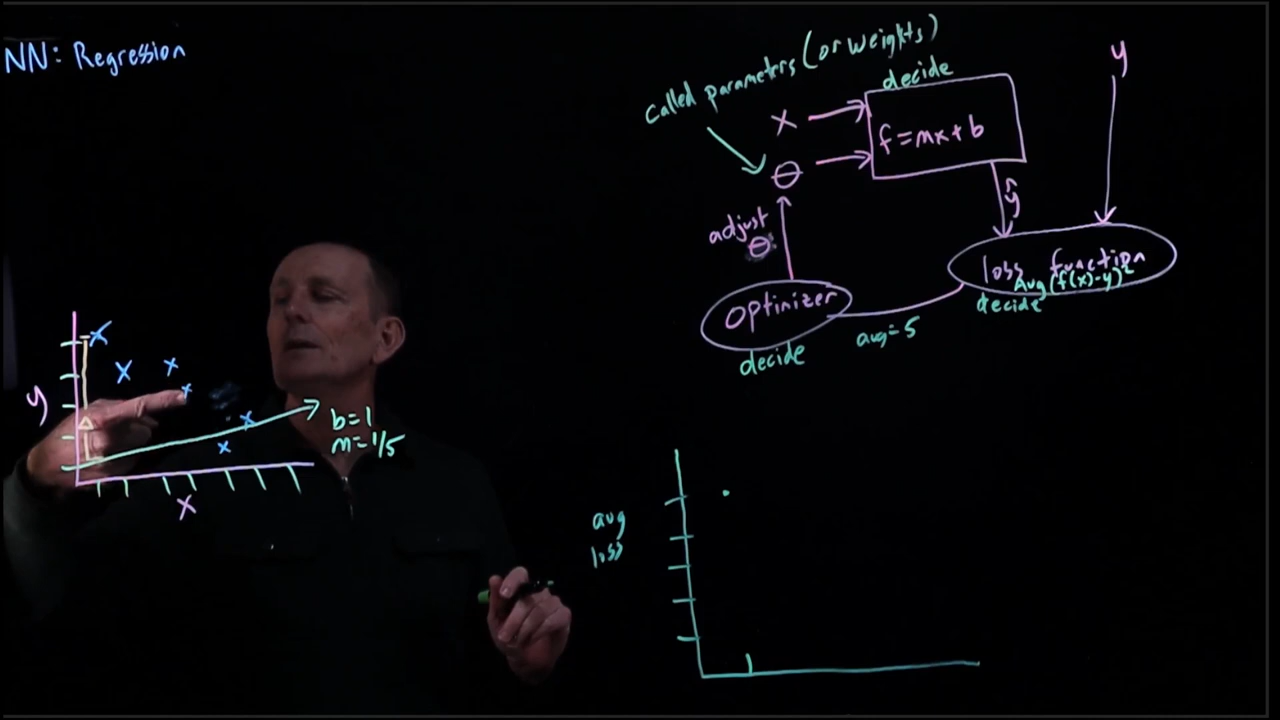 NN: Regression
called parameters (or weights)
decide
y
x
f=mx+b
θ
ŷ
adjust
θ
loss function
Avg(f(x)-y)²
decide
optimizer
avg=5
decide
y
b=1
m=1/5
x
avg
loss